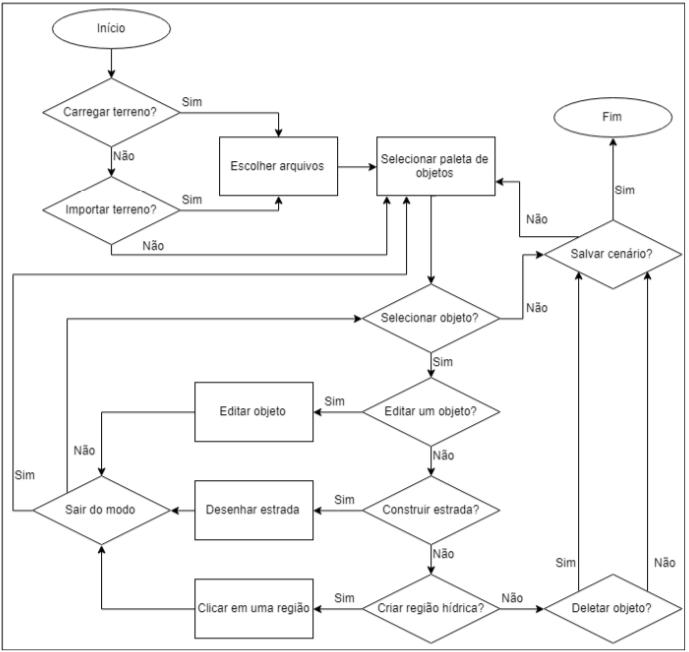 Início
Carregar terreno?
Sim
Não
Importar terreno?
Sim
Não
Escolher arquivos
Selecionar paleta de
objetos
Fim
Sim
Não
Salvar cenário?
Selecionar objeto?
Não
Sim
Editar um objeto?
Sim
Editar objeto
Não
Não
Sim
Sair do modo
Desenhar estrada
Sim
Construir estrada?
Não
Clicar em uma região
Sim
Criar região hídrica?
Não
Deletar objeto?
Sim
Não